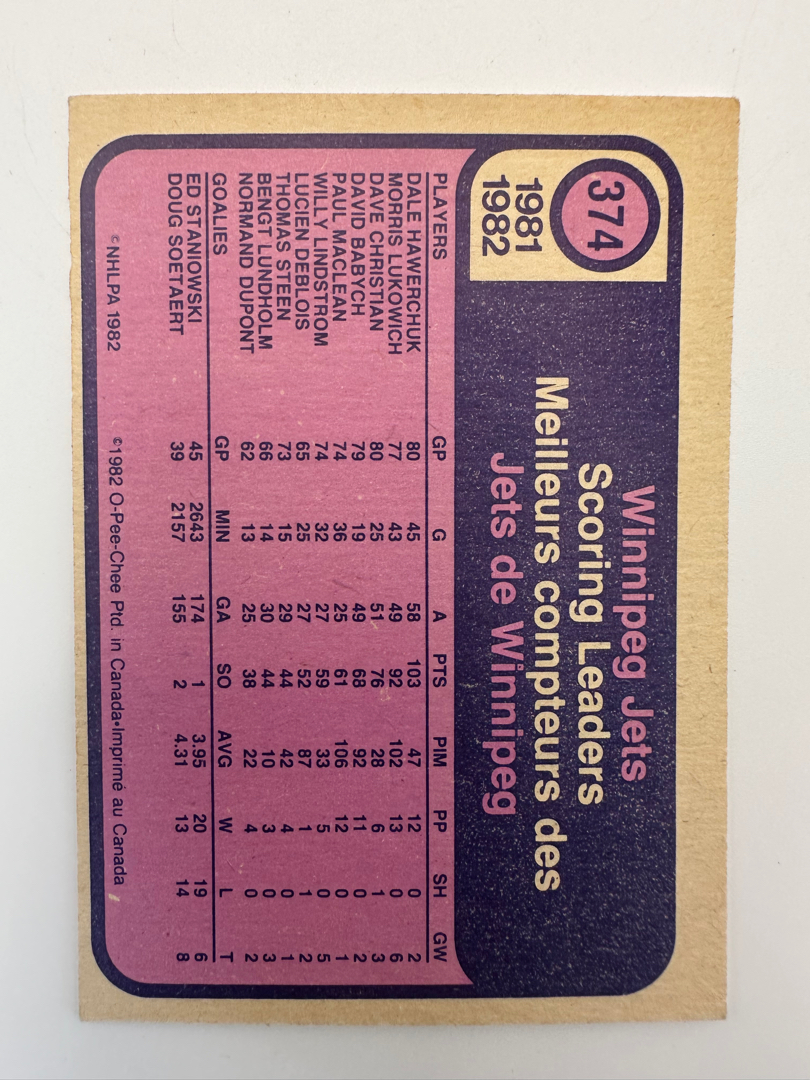 374
1981
1982
Winnipeg Jets
Scoring Leaders
Meilleurs compteurs des
Jets de Winnipeg
PLAYERS GP G A PTS PIM PP SH GW
DALE HAWERCHUK 80 45 58 103 47 12 0 2
MORRIS LUKOWICH 77 43 49 92 102 13 0 6
DAVE CHRISTIAN 80 25 51 76 28 6 1 3
DAVID BABYCH 79 19 49 68 92 11 0 2
PAUL MACLEAN 74 36 25 61 106 12 0 1
WILLY LINDSTROM 74 32 27 59 33 5 0 5
LUCIEN DEBLOIS 65 25 27 52 87 1 1 2
THOMAS STEEN 73 15 29 44 42 4 0 1
BENGT LUNDHOLM 66 14 30 44 10 3 0 3
NORMAND DUPONT 62 13 25 38 22 4 0 2
GOALIES GP MIN GA SO AVG W L T
ED STANIOWSKI 45 2643 174 1 3.95 20 19 6
DOUG SOETAERT 39 2157 155 2 4.31 13 14 8
© NHLPA 1982 ©1982 O-Pee-Chee Ptd. in Canada•Imprimé au Canada